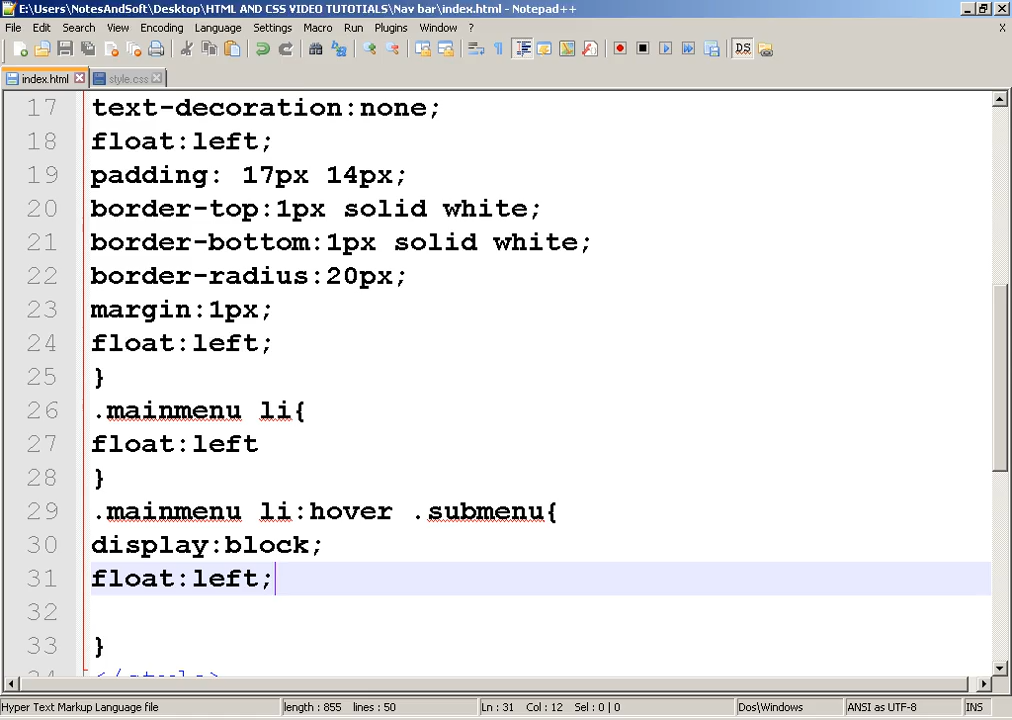 E:\Users\NotesAndSoft\Desktop\HTML AND CSS VIDEO TUTOTIALS\Nav bar\index.html - Notepad++
File Edit Search View Encoding Language Settings Macro Run Plugins Window ? X
index.html style.css
17 text-decoration:none;
18 float:left;
19 padding: 17px 14px;
20 border-top:1px solid white;
21 border-bottom:1px solid white;
22 border-radius:20px;
23 margin:1px;
24 float:left;
25 }
26 .mainmenu li{
27 float:left
28 }
29 .mainmenu li:hover .submenu{
30 display:block;
31 float:left;
32
33 }
34 </style>
Hyper Text Markup Language file length : 855 lines : 50 Ln : 31 Col : 12 Sel : 0 | 0 Dos\Windows ANSI as UTF-8 INS